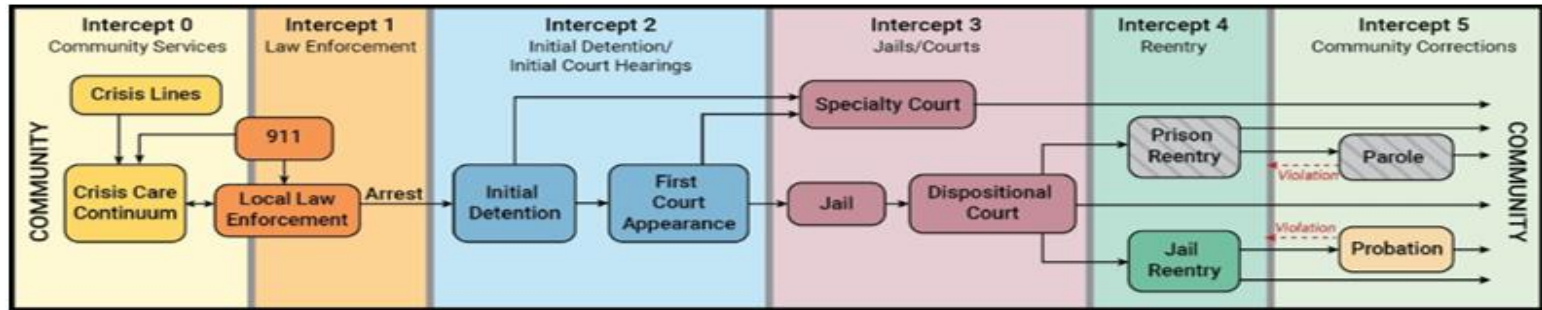 Intercept 0
Community Services
Intercept 1
Law Enforcement
Intercept 2
Initial Detention/
Initial Court Hearings
Intercept 3
Jails/Courts
Intercept 4
Reentry
Intercept 5
Community Corrections
COMMUNITY
Crisis Lines
911
Crisis Care
Continuum
Local Law
Enforcement
Arrest
Initial
Detention
First
Court
Appearance
Specialty Court
Jail
Dispositional
Court
Prison
Reentry
Violation
Parole
Jail
Reentry
Violation
Probation
COMMUNITY